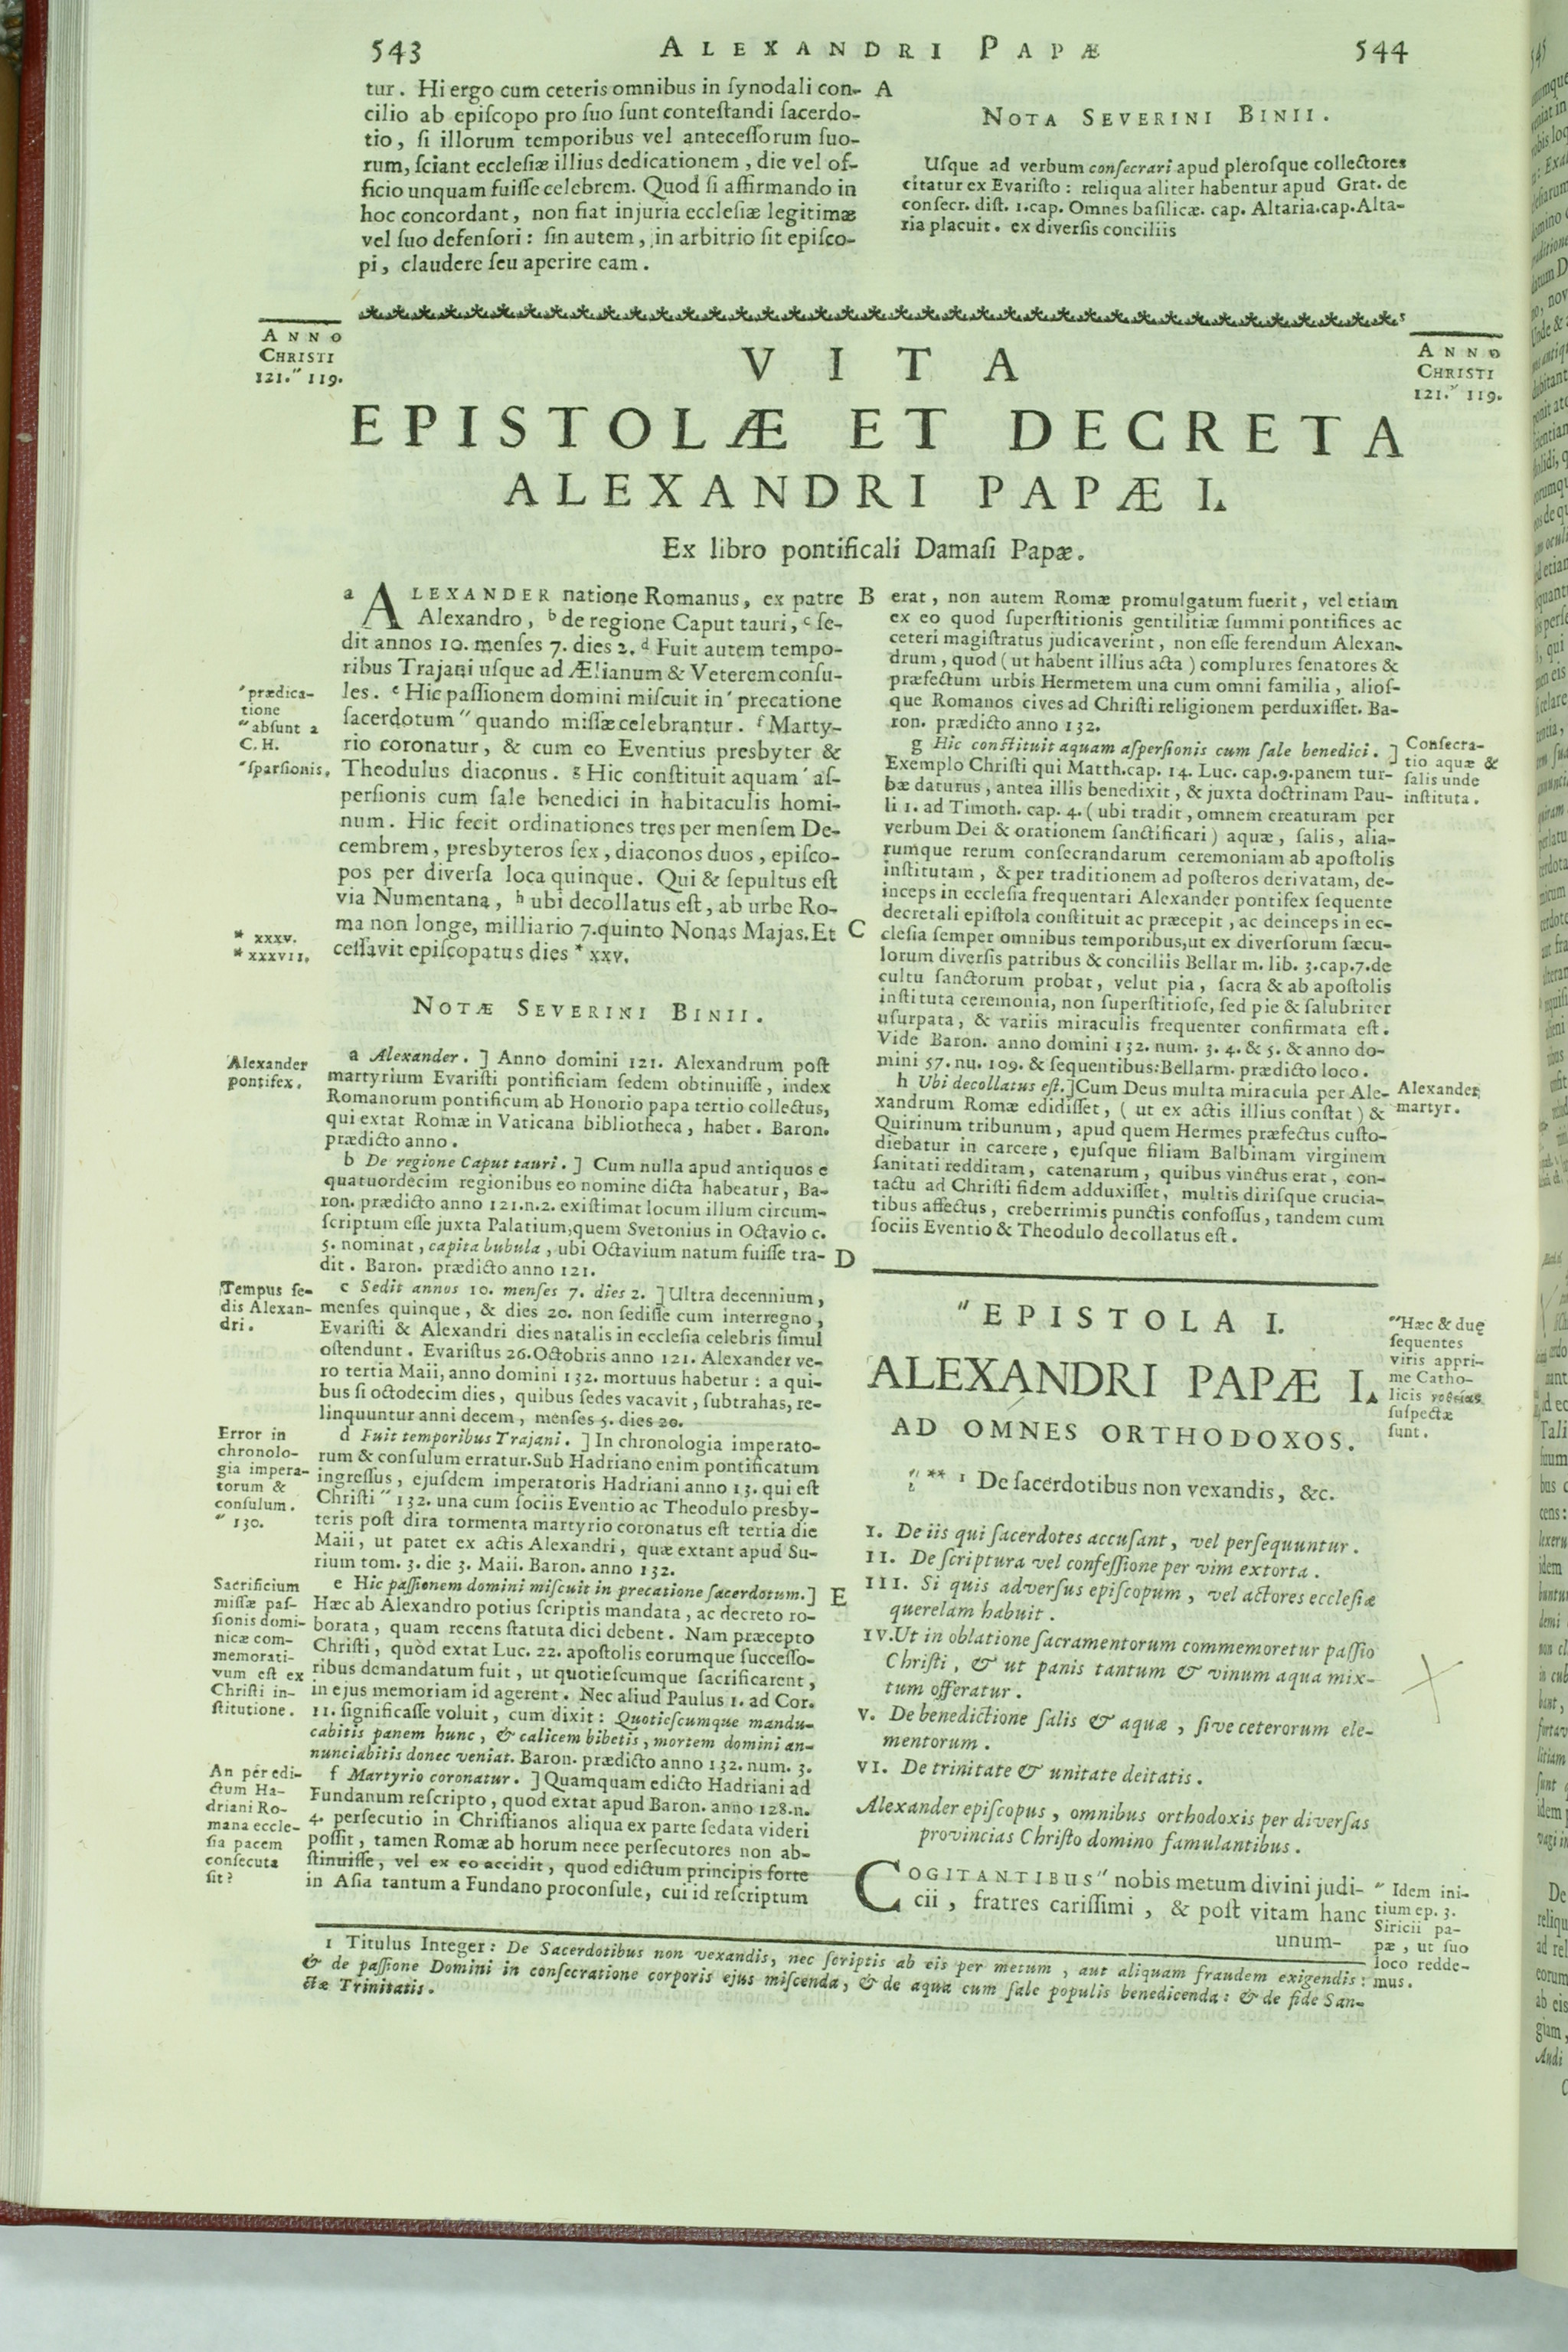 543
ALEXANDRI PAPÆ
544
tur. Hi ergo cum ceteris omnibus in ſynodali con-
cilio ab epiſcopo pro ſuo ſunt conteſtandi ſacerdo-
tio, ſi illorum temporibus vel anteceſſorum ſuo-
rum, ſciant eccleſiæ illius dedicationem, die vel of-
ficio unquam fuiſſe celebrem. Quod ſi affirmando in
hoc concordant, non fiat injuria eccleſiæ legitimæ
vel ſuo defenſori: ſin autem, in arbitrio ſit epiſco-
pi, claudere ſeu aperire eam.
A
NOTA SEVERINI BINII.
Uſque ad verbum conſecrari apud pleroſque collectores
citatur ex Evariſto: reliqua aliter habentur apud Grat. de
conſecr. diſt. 1.cap. Omnes baſilicæ. cap. Altaria.cap.Alta-
ria placuit. ex diverſis conciliis
ANNO
CHRISTI
121." 119.
ANNO
CHRISTI
121." 119.
VITA
EPISTOLÆ ET DECRETA
ALEXANDRI PAPÆ I.
Ex libro pontificali Damaſi Papæ.
a ALEXANDER natione Romanus, ex patre
Alexandro, b de regione Caput tauri, c ſe-
dit annos 10. menſes 7. dies 2. d Fuit autem tempo-
ribus Trajani uſque ad Ælianum & Veterem conſu-
les. e Hic paſſionem domini miſcuit in ' precatione
ſacerdotum " quando miſſæ celebrantur. f Marty-
rio coronatur, & cum eo Eventius presbyter &
Theodulus diaconus. g Hic conſtituit aquam ' aſ-
perſionis cum ſale benedici in habitaculis homi-
num. Hic fecit ordinationes tres per menſem De-
cembrem, presbyteros ſex, diaconos duos, epiſco-
pos per diverſa loca quinque. Qui & ſepultus eſt
via Numentana, h ubi decollatus eſt, ab urbe Ro-
ma non longe, milliario 7.quinto Nonas Majas.Et
ceſſavit epiſcopatus dies * xxv.
'prædica-
tione
" abſunt a
C. H.
'ſparſionis,
* XXXV.
* XXXVII.
NOTÆ SEVERINI BINII.
Alexander
pontifex.
a Alexander. ] Anno domini 121. Alexandrum poſt
martyrium Evariſti pontificiam ſedem obtinuiſſe, index
Romanorum pontificum ab Honorio papa tertio collectus,
qui extat Romæ in Vaticana bibliotheca, habet. Baron.
prædicto anno.
b De regione Caput tauri. ] Cum nulla apud antiquos e
quatuordecim regionibus eo nomine dicta habeatur, Ba-
ron. prædicto anno 121.n.2. exiſtimat locum illum circum-
ſcriptum eſſe juxta Palatium,quem Svetonius in Octavio c.
5. nominat, capita bubula, ubi Octavium natum fuiſſe tra-
dit. Baron. prædicto anno 121.
Tempus ſe-
dis Alexan-
dri.
c Sedit annos 10. menſes 7. dies 2. ] Ultra decennium,
menſes quinque, & dies 20. non ſediſſe cum interregno,
Evariſti & Alexandri dies natalis in eccleſia celebris ſimul
oſtendunt. Evariſtus 26.Octobris anno 121. Alexander ve-
ro tertia Maii, anno domini 132. mortuus habetur: a qui-
bus ſi octodecim dies, quibus ſedes vacavit, ſubtrahas, re-
linquuntur anni decem, menſes 5. dies 20.
Error in
chronolo-
gia impera-
torum &
conſulum.
" 130.
d Fuit temporibus Trajani. ] In chronologia imperato-
rum & conſulum erratur.Sub Hadriano enim pontificatum
ingreſſus, ejuſdem imperatoris Hadriani anno 13. qui eſt
Chriſti " 132. una cum ſociis Eventio ac Theodulo presby-
teris poſt dira tormenta martyrio coronatus eſt tertia die
Maii, ut patet ex actis Alexandri, quæ extant apud Su-
rium tom. 3. die 3. Maii. Baron. anno 132.
Sacrificium
miſſæ paſ-
ſionis domi-
nicæ com-
memorati-
vum eſt ex
Chriſti in-
ſtitutione.
e Hic paſſionem domini miſcuit in precatione ſacerdotum.]
Hæc ab Alexandro potius ſcriptis mandata, ac decreto ro-
borata, quam recens ſtatuta dici debent. Nam præcepto
Chriſti, quòd extat Luc. 22. apoſtolis eorumque ſucceſſo-
ribus demandatum fuit, ut quotieſcumque ſacrificarent,
in ejus memoriam id agerent. Nec aliud Paulus 1. ad Cor.
11. ſignificaſſe voluit, cum dixit: Quotieſcumque mandu-
cabitis panem hunc, & calicem bibetis, mortem domini an-
nunciabitis donec veniat. Baron. prædicto anno 132. num. 3.
An per edi-
ctum Ha-
driani Ro-
mana eccle-
ſia pacem
conſecuta
ſit?
f Martyrio coronatur. ] Quamquam edicto Hadriani ad
Fundanum reſcripto, quod extat apud Baron. anno 128.n.
4. perſecutio in Chriſtianos aliqua ex parte ſedata videri
poſſit, tamen Romæ ab horum nece perſecutores non ab-
ſtinuiſſe, vel ex eo accidit, quod edictum principis forte
in Aſia tantum a Fundano proconſule, cui id reſcriptum
B
C
D
E
erat, non autem Romæ promulgatum fuerit, vel etiam
ex eo quod ſuperſtitionis gentilitiæ ſummi pontifices ac
ceteri magiſtratus judicaverint, non eſſe ferendum Alexan-
drum, quod ( ut habent illius acta ) complures ſenatores &
præfectum urbis Hermetem una cum omni familia, alioſ-
que Romanos cives ad Chriſti religionem perduxiſſet. Ba-
ron. prædicto anno 132.
g Hic conſtituit aquam aſperſionis cum ſale benedici. ]
Exemplo Chriſti qui Matth.cap. 14. Luc. cap.9.panem tur-
bæ daturus, antea illis benedixit, & juxta doctrinam Pau-
li 1. ad Timoth. cap. 4. ( ubi tradit, omnem creaturam per
verbum Dei & orationem ſanctificari ) aquæ, ſalis, alia-
rumque rerum conſecrandarum ceremoniam ab apoſtolis
inſtitutam, & per traditionem ad poſteros derivatam, de-
inceps in eccleſia frequentari Alexander pontifex ſequente
decretali epiſtola conſtituit ac præcepit, ac deinceps in ec-
cleſia ſemper omnibus temporibus,ut ex diverſorum ſæcu-
lorum diverſis patribus & conciliis Bellar m. lib. 3.cap.7.de
cultu ſanctorum probat, velut pia, ſacra & ab apoſtolis
inſtituta ceremonia, non ſuperſtitioſe, ſed pie & ſalubriter
uſurpata, & variis miraculis frequenter confirmata eſt.
Vide Baron. anno domini 132. num. 3. 4. & 5. & anno do-
mini 57. nu. 109. & ſequentibus:Bellarm. prædicto loco.
Conſecra-
tio aquæ &
ſalis unde
inſtituta.
h Ubi decollatus eſt.]Cum Deus multa miracula per Ale-
xandrum Romæ edidiſſet, ( ut ex actis illius conſtat ) &
Quirinum tribunum, apud quem Hermes præfectus cuſto-
diebatur in carcere, ejuſque filiam Balbinam virginem
ſanitati redditam, catenarum, quibus vinctus erat, con-
tactu ad Chriſti fidem adduxiſſet, multis diriſque crucia-
tibus affectus, creberrimis punctis confoſſus, tandem cum
ſociis Eventio & Theodulo decollatus eſt.
Alexander
martyr.
" EPISTOLA I.
ALEXANDRI PAPÆ I.
AD OMNES ORTHODOXOS.
"Hæc & duę
ſequentes
viris appri-
me Catho-
licis νοθείας
ſuſpectæ
ſunt.
** 1 De ſacerdotibus non vexandis, &c.
I. De iis qui ſacerdotes accuſant, vel perſequuntur.
II. De ſcriptura vel confeſſione per vim extorta.
III. Si quis adverſus epiſcopum, vel actores eccleſiæ
querelam habuit.
IV.Ut in oblatione ſacramentorum commemoretur paſſio
Chriſti, & ut panis tantum & vinum aqua mix-
tum offeratur.
V. De benedictione ſalis & aquæ, ſive ceterorum ele-
mentorum.
VI. De trinitate & unitate deitatis.
Alexander epiſcopus, omnibus orthodoxis per diverſas
provincias Chriſto domino famulantibus.
COGITANTIBUS " nobis metum divini judi-
cii, fratres cariſſimi, & poſt vitam hanc
unum-
" Idem ini-
tium ep. 3.
Siricii pa-
pæ, ut ſuo
loco redde-
mus.
1 Titulus Integer: De Sacerdotibus non vexandis, nec ſcriptis ab eis per metum, aut aliquam fraudem exigendis:
& de paſſione Domini in conſecratione corporis ejus miſcenda, & de aqua cum ſale populis benedicenda: & de fide San-
ctæ Trinitatis.